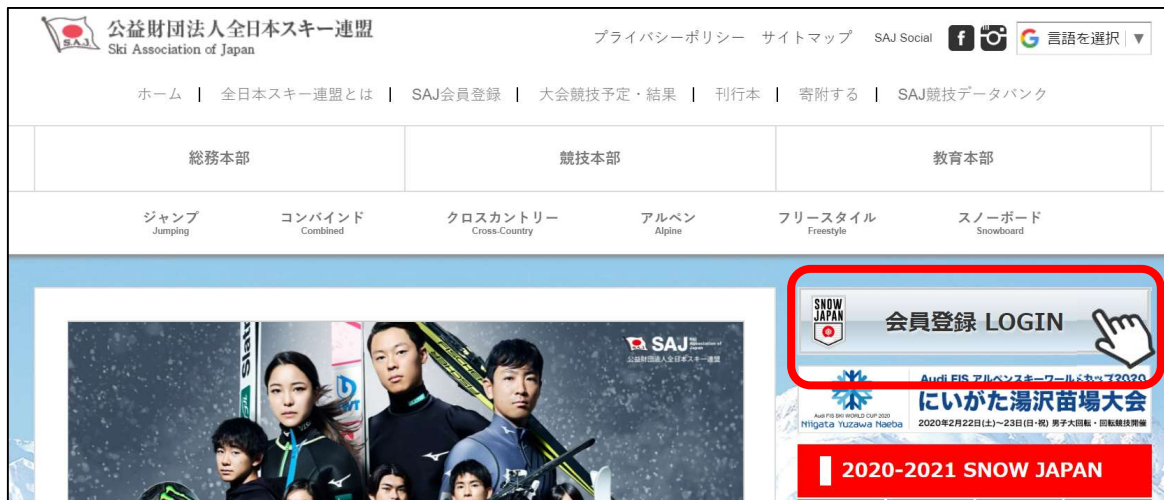 公益財団法人全日本スキー連盟
Ski Association of Japan
SAJ
プライバシーポリシー サイトマップ SAJ Social 言語を選択 ▼
ホーム | 全日本スキー連盟とは | SAJ会員登録 | 大会競技予定・結果 | 刊行本 | 寄附する | SAJ競技データバンク
総務本部 競技本部 教育本部
ジャンプ コンバインド クロスカントリー アルペン フリースタイル スノーボード
Jumping Combined Cross-Country Alpine Freestyle Snowboard
SNOW
JAPAN
会員登録 LOGIN
SAJ Ski Association of Japan
公益財団法人全日本スキー連盟
Slatn
FISCHER
Audi FIS アルペンスキーワールドカップ2020
にいがた湯沢苗場大会
2020年2月22日(土)~23日(日・祝) 男子大回転・回転競技開催
Audi FIS SKI WORLD CUP 2020
Niigata Yuzawa Naeba
2020-2021 SNOW JAPAN